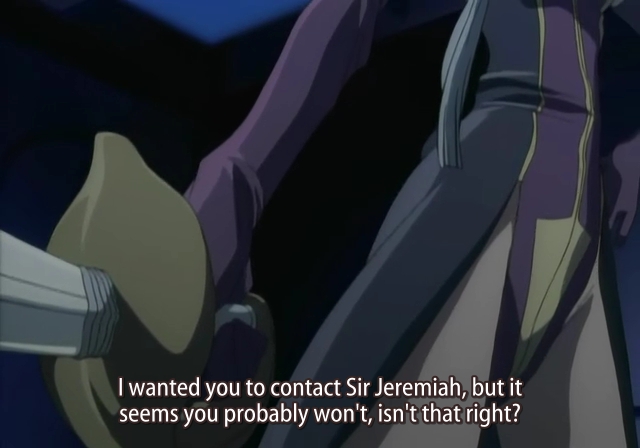 I wanted you to contact Sir Jeremiah, but it
seems you probably won't, isn't that right?